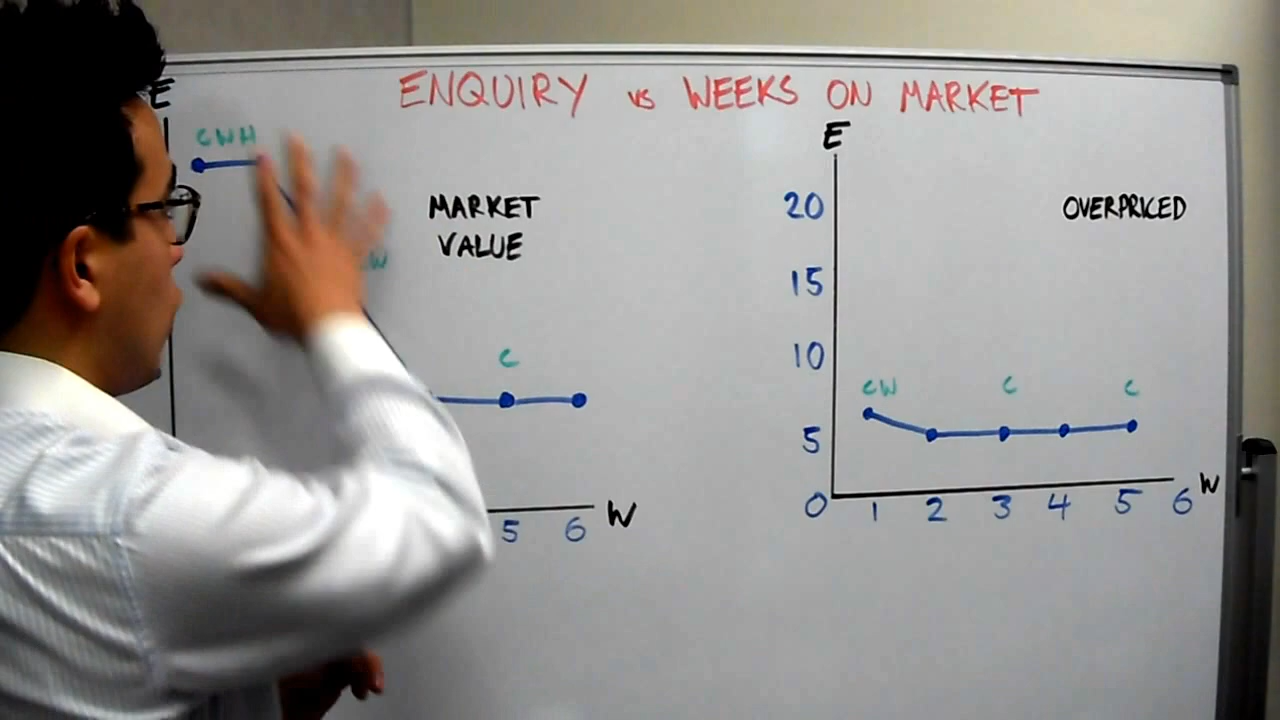 ENQUIRY vs WEEKS ON MARKET
E
CWH
MARKET
VALUE
C
5 6 W
E
20
15
10
5
0
OVERPRICED
CW C C
1 2 3 4 5 6 W